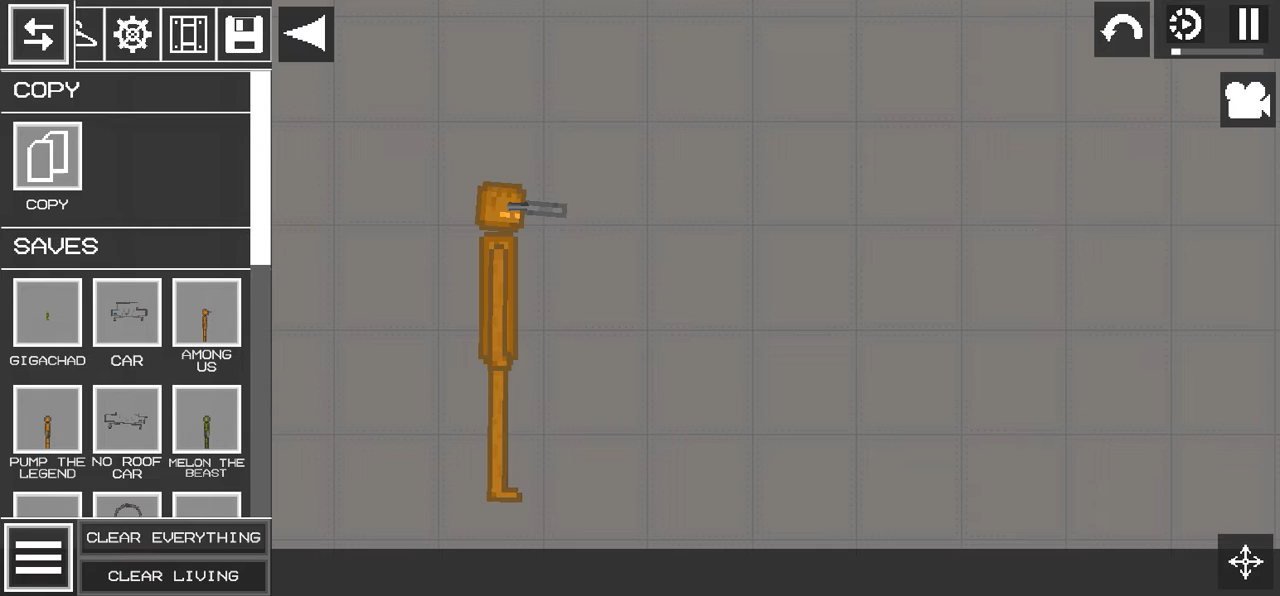 COPY
COPY
SAVES
GIGACHAD
CAR
AMONG
US
PUMP THE
LEGEND
NO ROOF
CAR
MELON THE
BEAST
CLEAR EVERYTHING
CLEAR LIVING